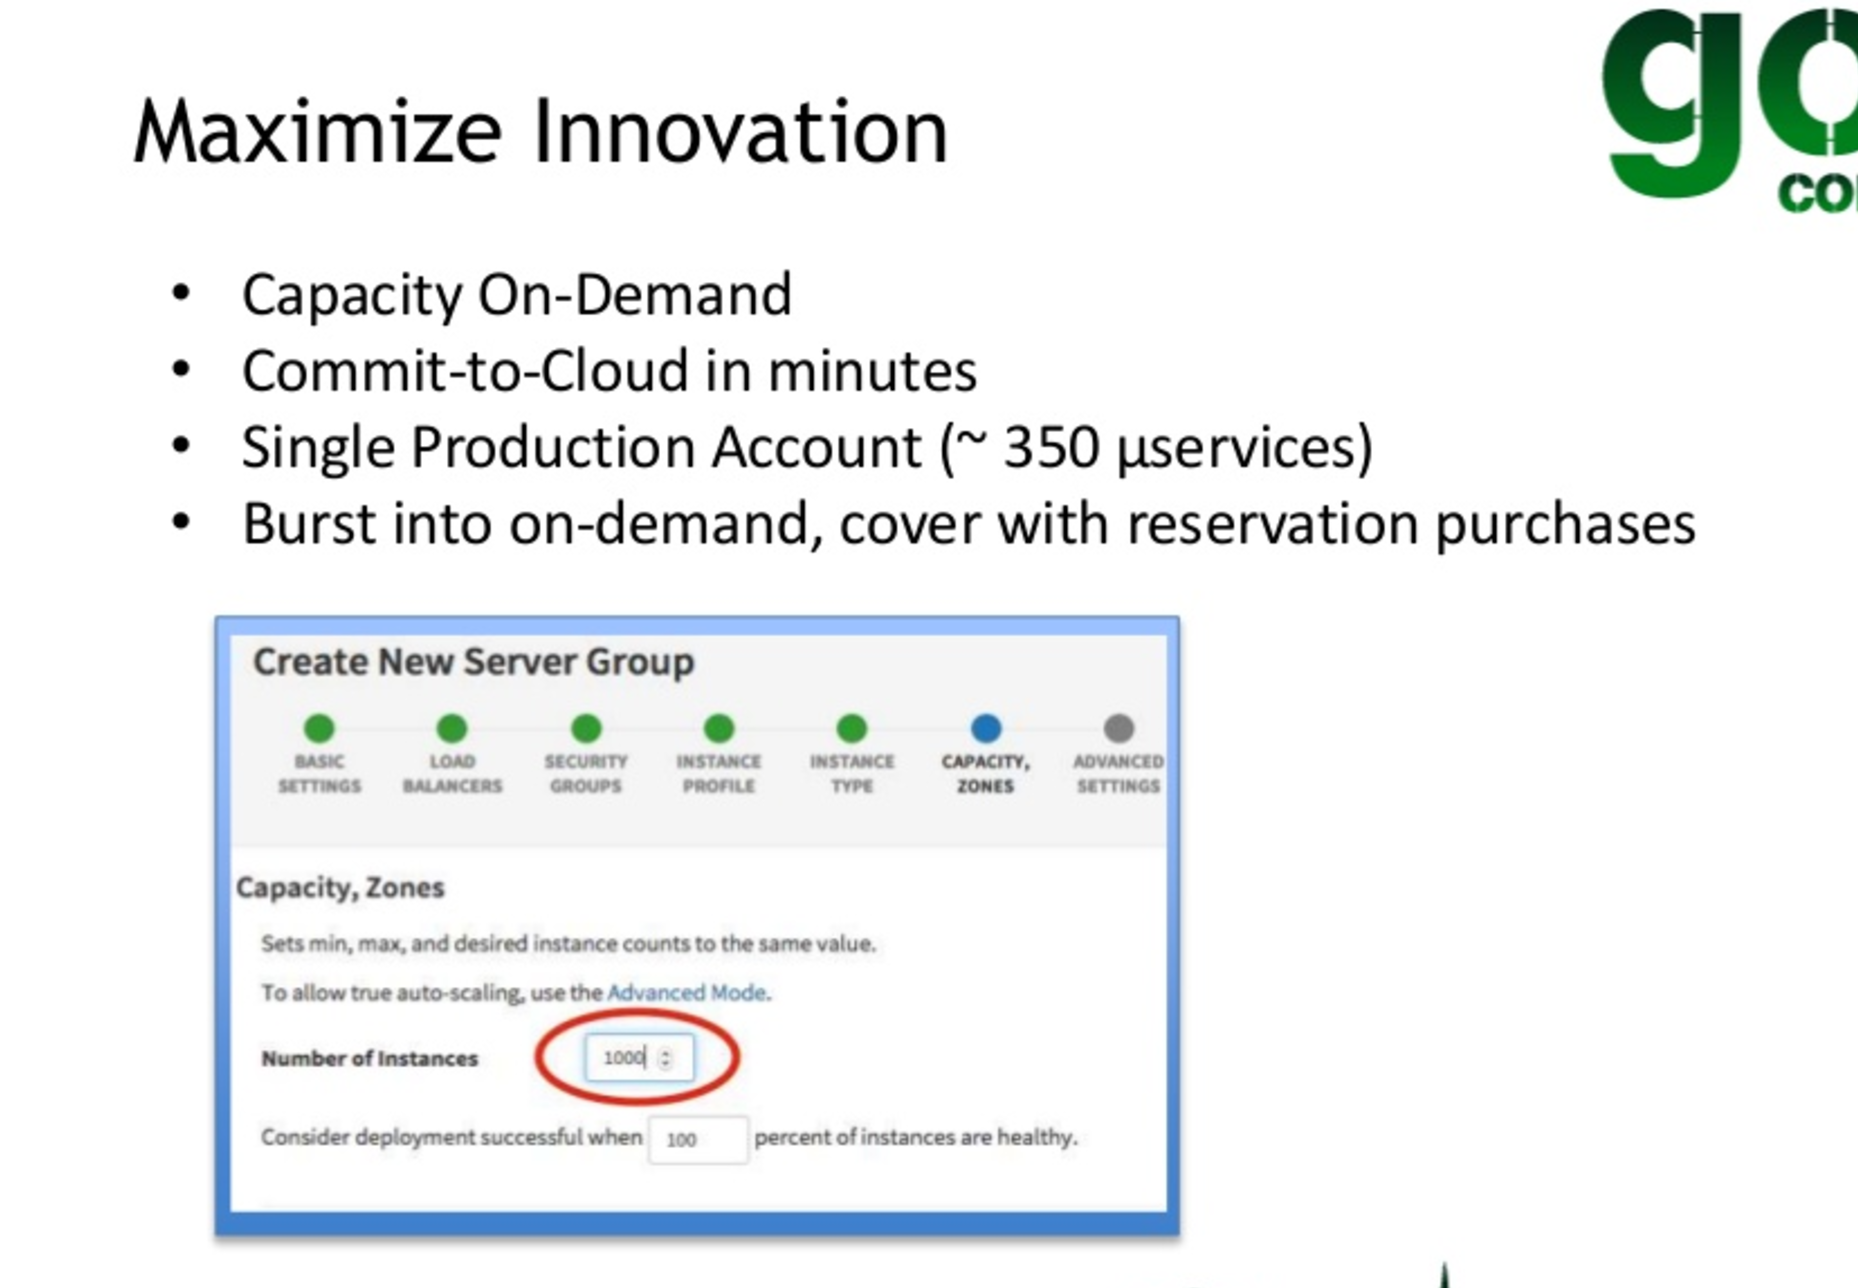 Maximize Innovation
go
• Capacity On-Demand
• Commit-to-Cloud in minutes
• Single Production Account (~ 350 µservices)
• Burst into on-demand, cover with reservation purchases
Create New Server Group
BASIC SETTINGS
LOAD BALANCERS
SECURITY GROUPS
INSTANCE PROFILE
INSTANCE TYPE
CAPACITY, ZONES
ADVANCED SETTINGS
Capacity, Zones
Sets min, max, and desired instance counts to the same value.
To allow true auto-scaling, use the Advanced Mode.
Number of Instances 1000
Consider deployment successful when 100 percent of instances are healthy.